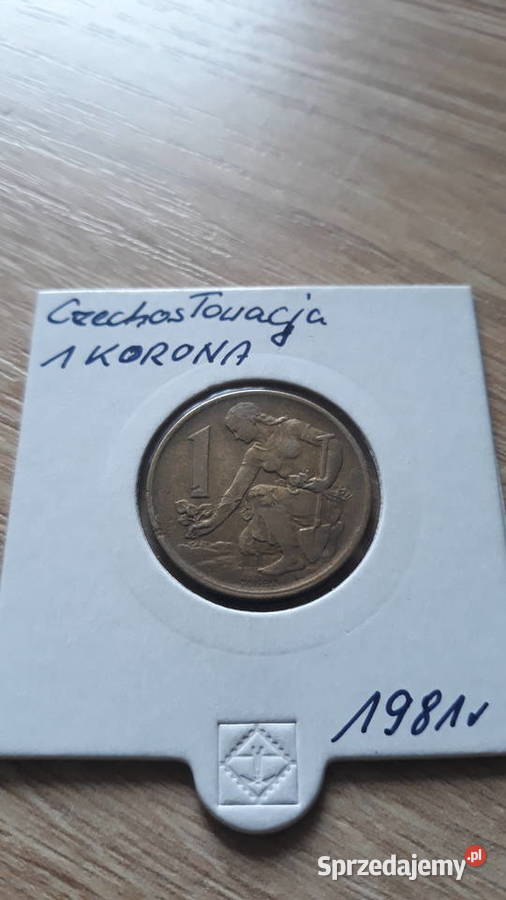 Czechosłowacja
1 KORONA
1
1981r
Sprzedajemy.pl